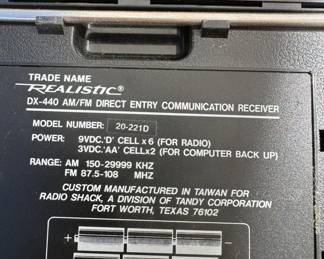 TRADE NAME
REALISTIC®
DX-440 AM/FM DIRECT ENTRY COMMUNICATION RECEIVER
MODEL NUMBER: 20-221D
POWER: 9VDC.'D' CELL x 6 (FOR RADIO)
3VDC.'AA' CELL x 2 (FOR COMPUTER BACK UP)
RANGE: AM 150-29999 KHZ
FM 87.5-108 MHZ
CUSTOM MANUFACTURED IN TAIWAN FOR
RADIO SHACK, A DIVISION OF TANDY CORPORATION
FORT WORTH, TEXAS 76102
+ -